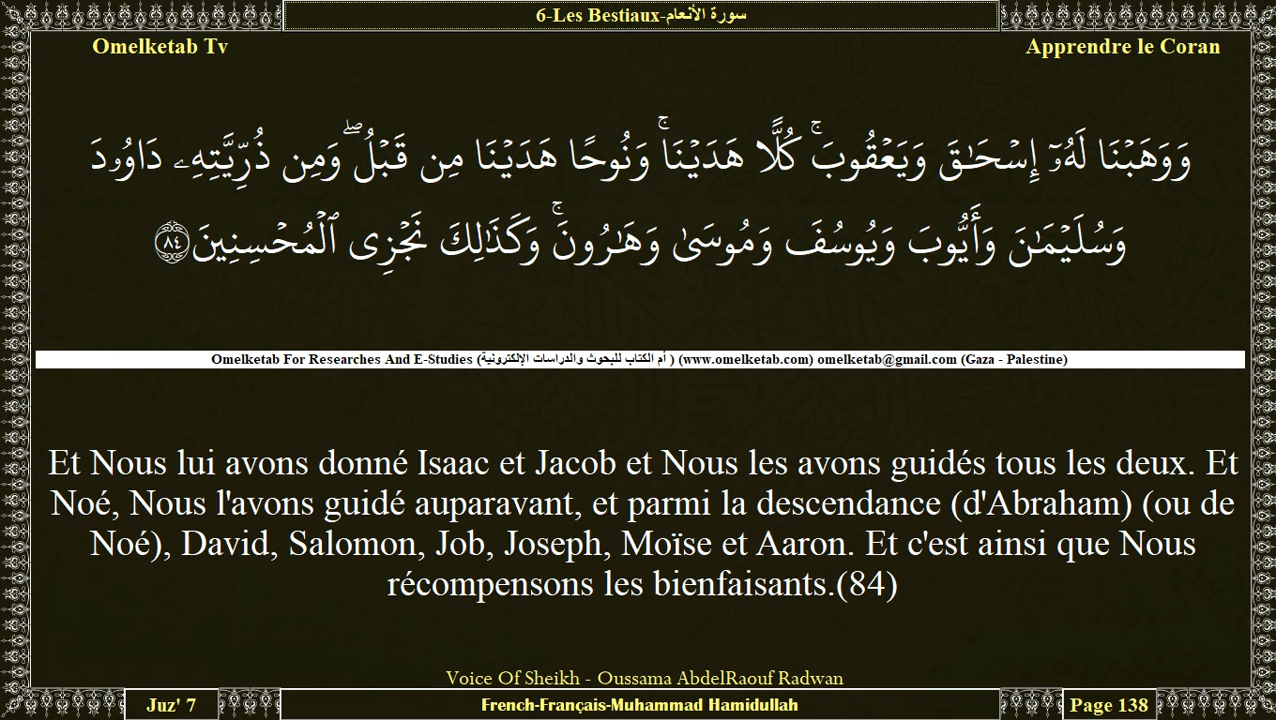 6-Les Bestiaux-سورة الأنعام
Omelketab Tv
Apprendre le Coran
وَوَهَبۡنَا لَهُۥٓ إِسۡحَٰقَ وَيَعۡقُوبَۚ كُلًّا هَدَيۡنَاۚ وَنُوحًا هَدَيۡنَا مِن قَبۡلُۖ وَمِن ذُرِّيَّتِهِۦ دَاوُۥدَ
وَسُلَيۡمَٰنَ وَأَيُّوبَ وَيُوسُفَ وَمُوسَىٰ وَهَٰرُونَۚ وَكَذَٰلِكَ نَجۡزِى ٱلۡمُحۡسِنِينَ ٨٤
Omelketab For Researches And E-Studies (أم الكتاب للبحوث والدراسات الإلكترونية ) (www.omelketab.com) omelketab@gmail.com (Gaza - Palestine)
Et Nous lui avons donné Isaac et Jacob et Nous les avons guidés tous les deux. Et
Noé, Nous l'avons guidé auparavant, et parmi la descendance (d'Abraham) (ou de
Noé), David, Salomon, Job, Joseph, Moïse et Aaron. Et c'est ainsi que Nous
récompensons les bienfaisants.(84)
Voice Of Sheikh - Oussama AbdelRaouf Radwan
Juz' 7
French-Français-Muhammad Hamidullah
Page 138